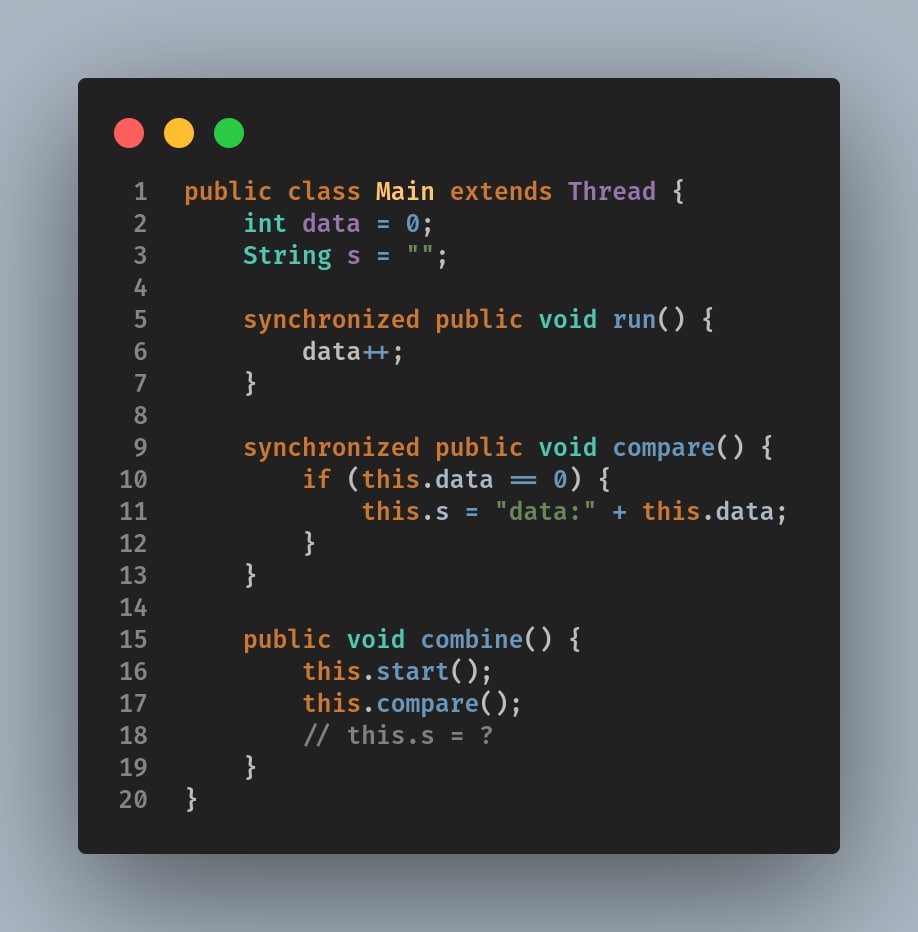 1 public class Main extends Thread {
2     int data = 0;
3     String s = "";
4
5     synchronized public void run() {
6         data++;
7     }
8
9     synchronized public void compare() {
10         if (this.data == 0) {
11             this.s = "data:" + this.data;
12         }
13     }
14
15     public void combine() {
16         this.start();
17         this.compare();
18         // this.s = ?
19     }
20 }